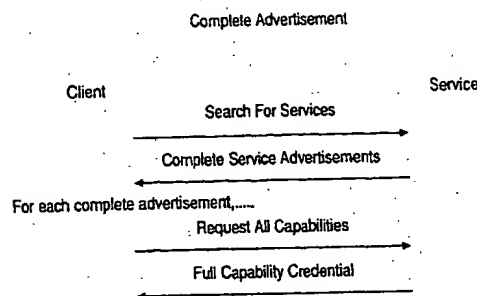 Complete Advertisement
Client
Service
Search For Services
Complete Service Advertisements
For each complete advertisement,.....
Request All Capabilities
Full Capability Credential